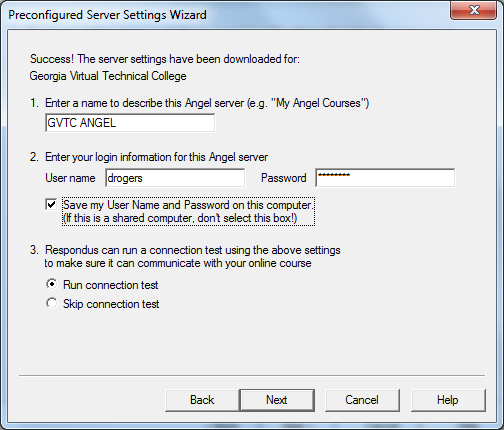 Preconfigured Server Settings Wizard
Success! The server settings have been downloaded for:
Georgia Virtual Technical College
1. Enter a name to describe this Angel server (e.g. "My Angel Courses")
GVTC ANGEL
2. Enter your login information for this Angel server
User name drogers Password ********
Save my User Name and Password on this computer.
(If this is a shared computer, don't select this box!)
3. Respondus can run a connection test using the above settings
to make sure it can communicate with your online course
Run connection test
Skip connection test
Back Next Cancel Help